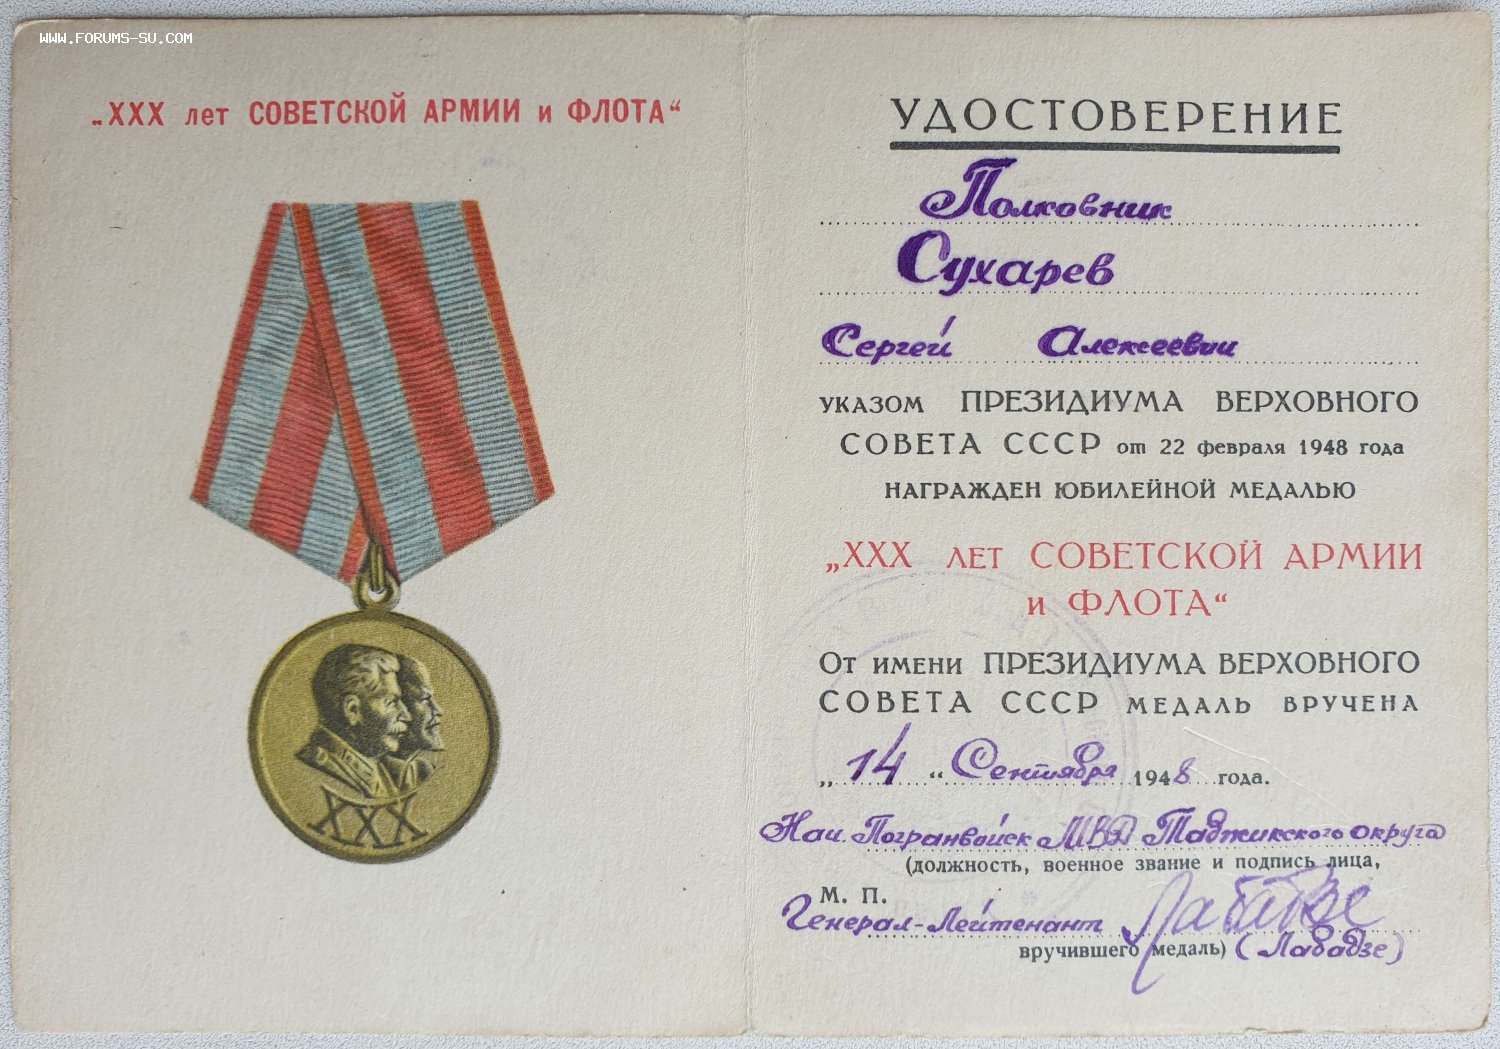 WWW.FORUMS-SU.COM
„XXX лет СОВЕТСКОЙ АРМИИ и ФЛОТА“
XXX
УДОСТОВЕРЕНИЕ
Полковник
Сухарев
Сергей Алексеевич
УКАЗОМ ПРЕЗИДИУМА ВЕРХОВНОГО
СОВЕТА СССР от 22 февраля 1948 года
НАГРАЖДЕН ЮБИЛЕЙНОЙ МЕДАЛЬЮ
„XXX ЛЕТ СОВЕТСКОЙ АРМИИ
и ФЛОТА“
ОТ ИМЕНИ ПРЕЗИДИУМА ВЕРХОВНОГО
СОВЕТА СССР МЕДАЛЬ ВРУЧЕНА
„14“ Сентября 1948 года.
Нач. Погранвойск МВД Таджикского округа
(должность, военное звание и подпись лица,
М. П.
Генерал-Лейтенант Лабадзе
вручившего медаль) (Лабадзе)